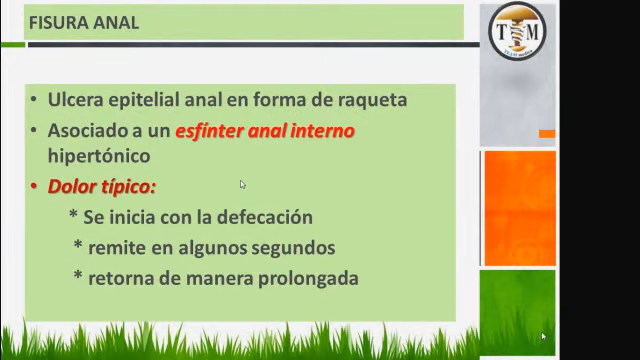 FISURA ANAL
T M
• Ulcera epitelial anal en forma de raqueta
• Asociado a un esfínter anal interno
hipertónico
• Dolor típico:
* Se inicia con la defecación
* remite en algunos segundos
* retorna de manera prolongada